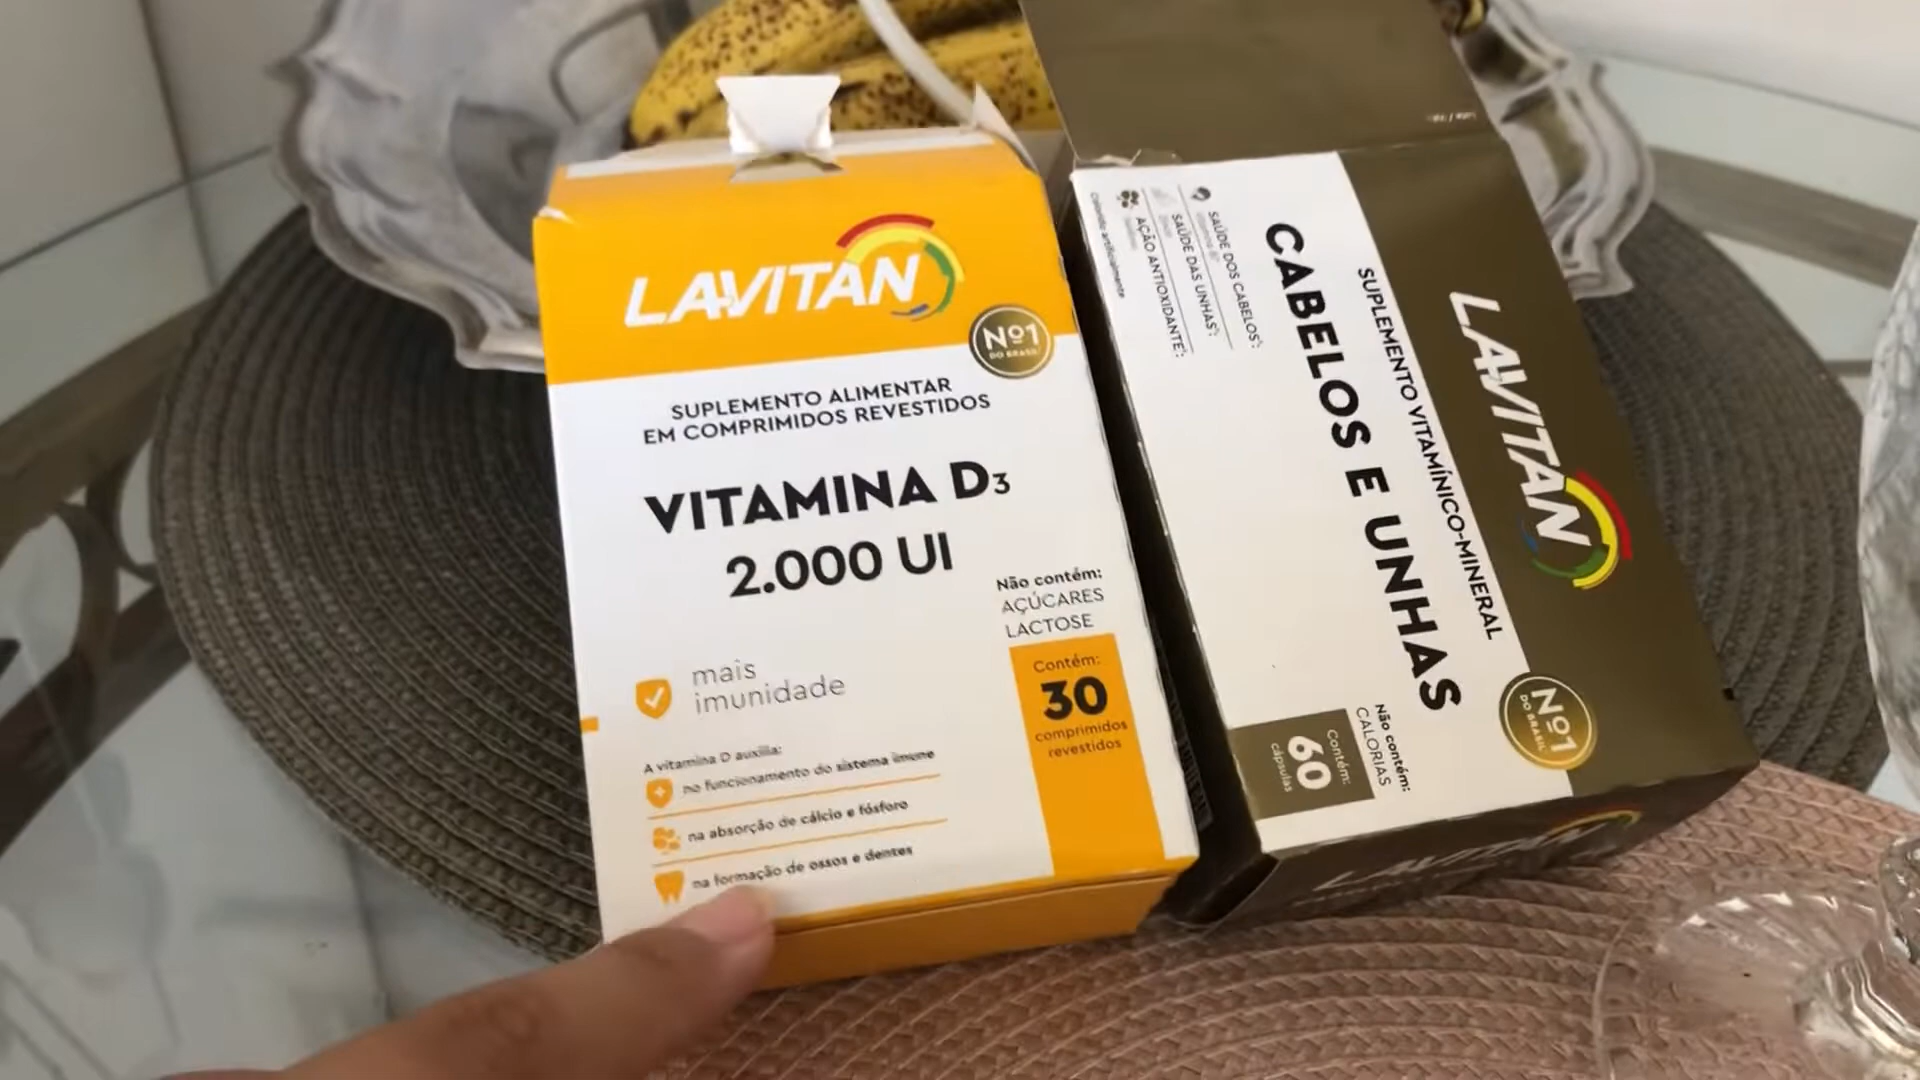 LAVITAN
Nº1
DO BRASIL
SUPLEMENTO ALIMENTAR
EM COMPRIMIDOS REVESTIDOS
VITAMINA D3
2.000 UI
Não contém:
AÇÚCARES
LACTOSE
Contém:
30
comprimidos
revestidos
mais
imunidade
A vitamina D auxilia:
no funcionamento do sistema imune
na absorção de cálcio e fósforo
na formação de ossos e dentes
LAVITAN
SUPLEMENTO VITAMÍNICO-MINERAL
CABELOS E UNHAS
SAÚDE DOS CABELOS
SAÚDE DAS UNHAS
AÇÃO ANTIOXIDANTE
Colorido artificialmente
Nº1
DO BRASIL
Não contém:
CALORIAS
Contém:
60
cápsulas
LAVITAN